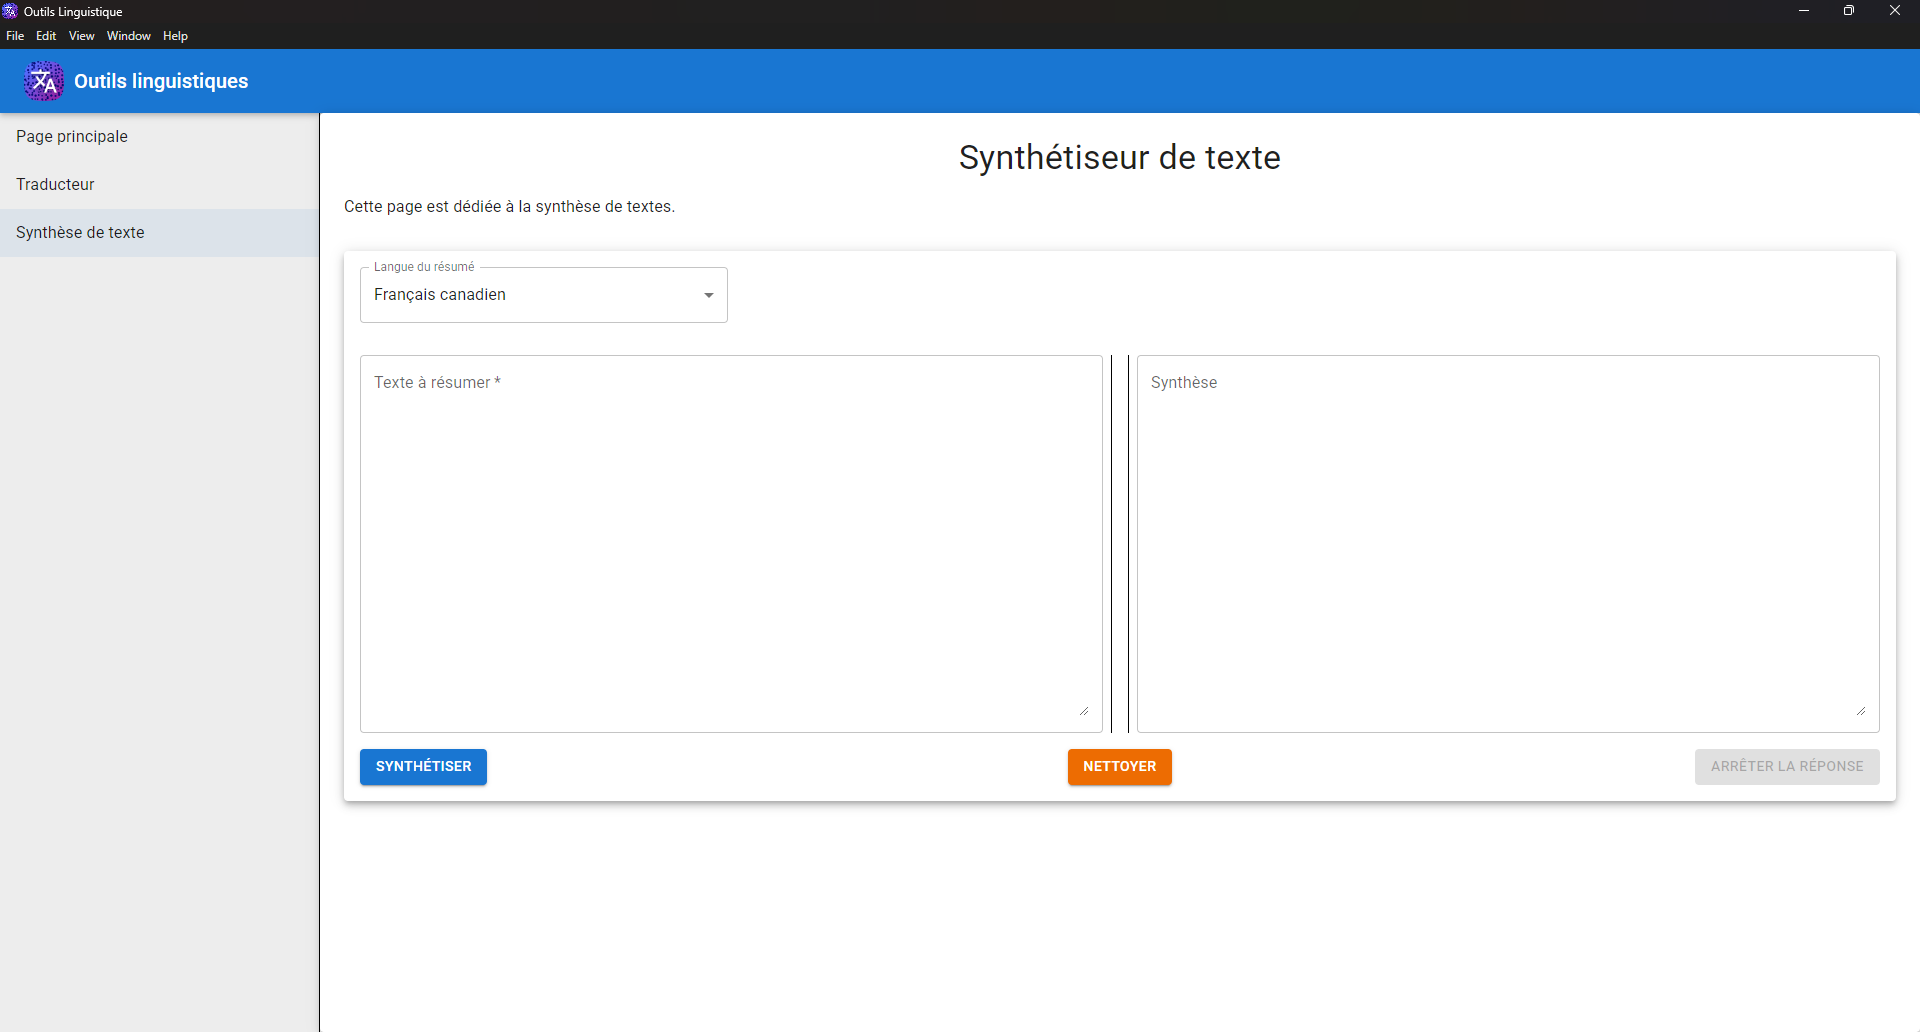 Outils Linguistique
File Edit View Window Help
Outils linguistiques
Page principale
Traducteur
Synthèse de texte
Synthétiseur de texte
Cette page est dédiée à la synthèse de textes.
Langue du résumé
Français canadien
Texte à résumer *
Synthèse
SYNTHÉTISER
NETTOYER
ARRÊTER LA RÉPONSE